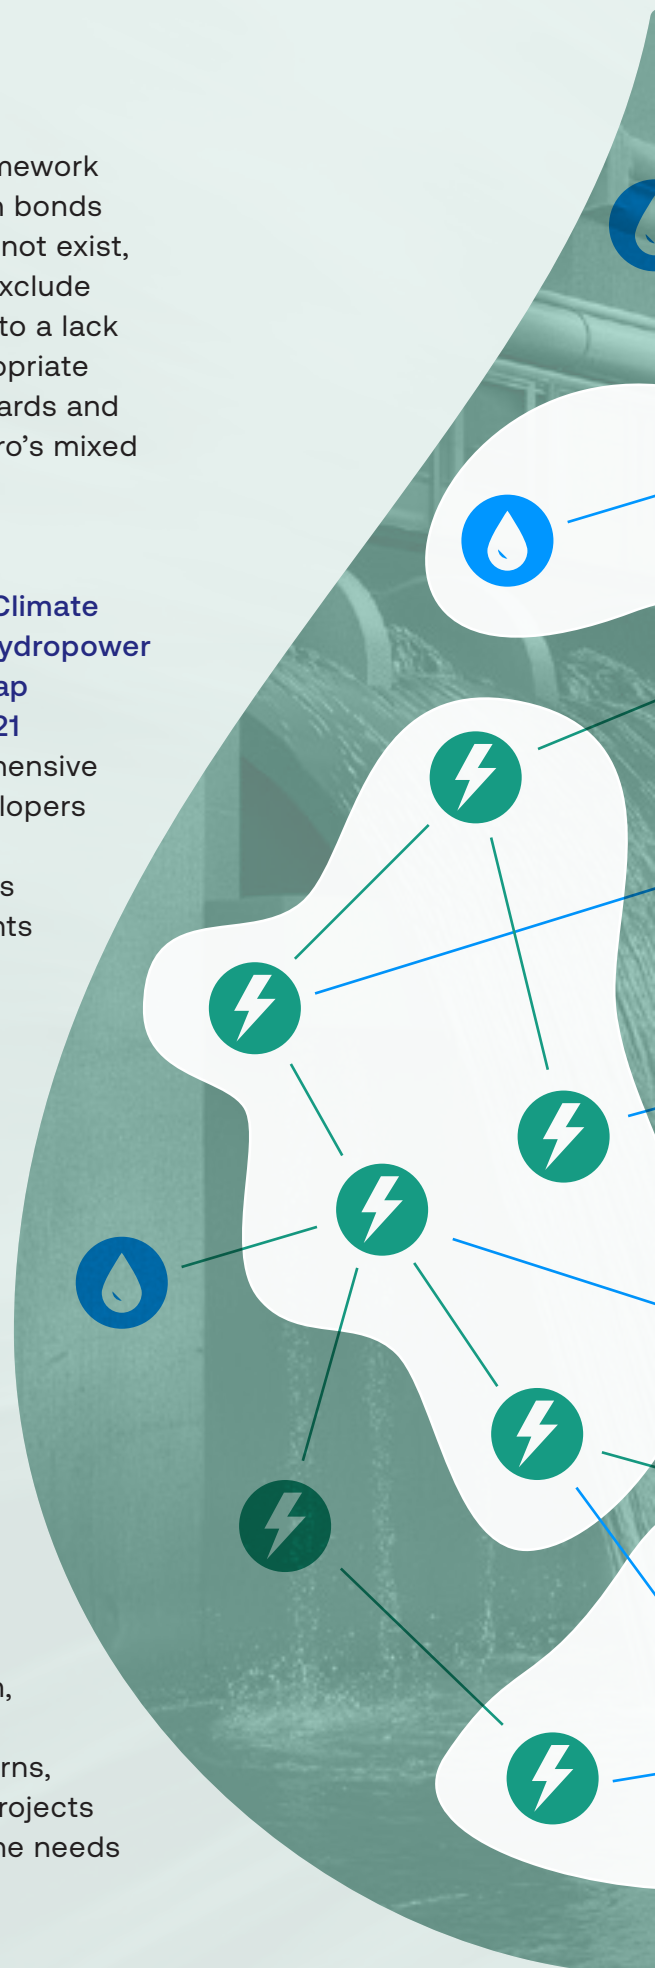 mework
n bonds
not exist,
xclude
to a lack
opriate
ards and
ro’s mixed
Climate
ydropower
ap
21
hensive
lopers
s
nts
n,
rns,
rojects
he needs